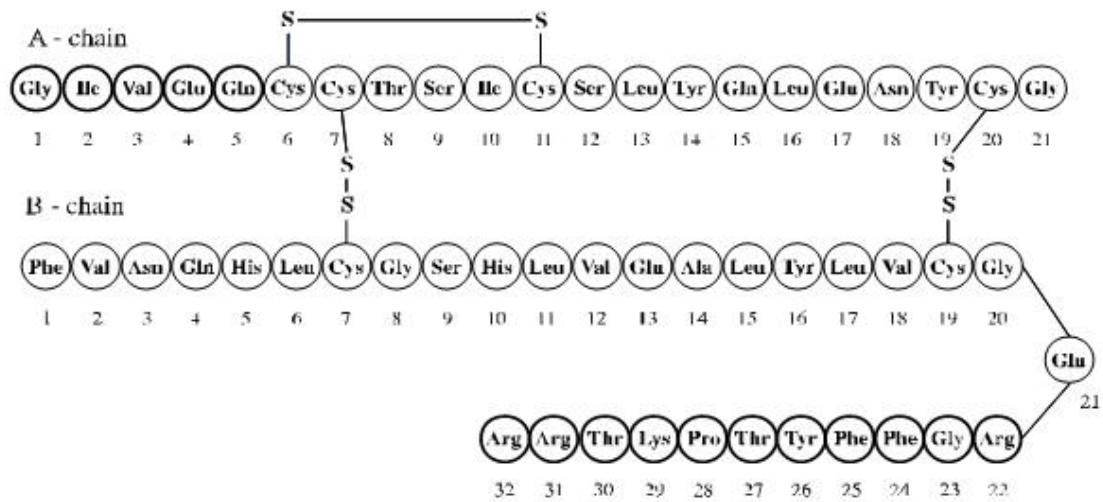 S S
A - chain
Gly Ile Val Glu Gln Cys Cys Thr Ser Ile Cys Ser Leu Tyr Gln Leu Glu Asn Tyr Cys Gly
1 2 3 4 5 6 7 8 9 10 11 12 13 14 15 16 17 18 19 20 21
S S
S S
B - chain
Phe Val Asn Gln His Leu Cys Gly Ser His Leu Val Glu Ala Leu Tyr Leu Val Cys Gly
1 2 3 4 5 6 7 8 9 10 11 12 13 14 15 16 17 18 19 20
Glu
21
Arg Arg Thr Lys Pro Thr Tyr Phe Phe Gly Arg
32 31 30 29 28 27 26 25 24 23 22